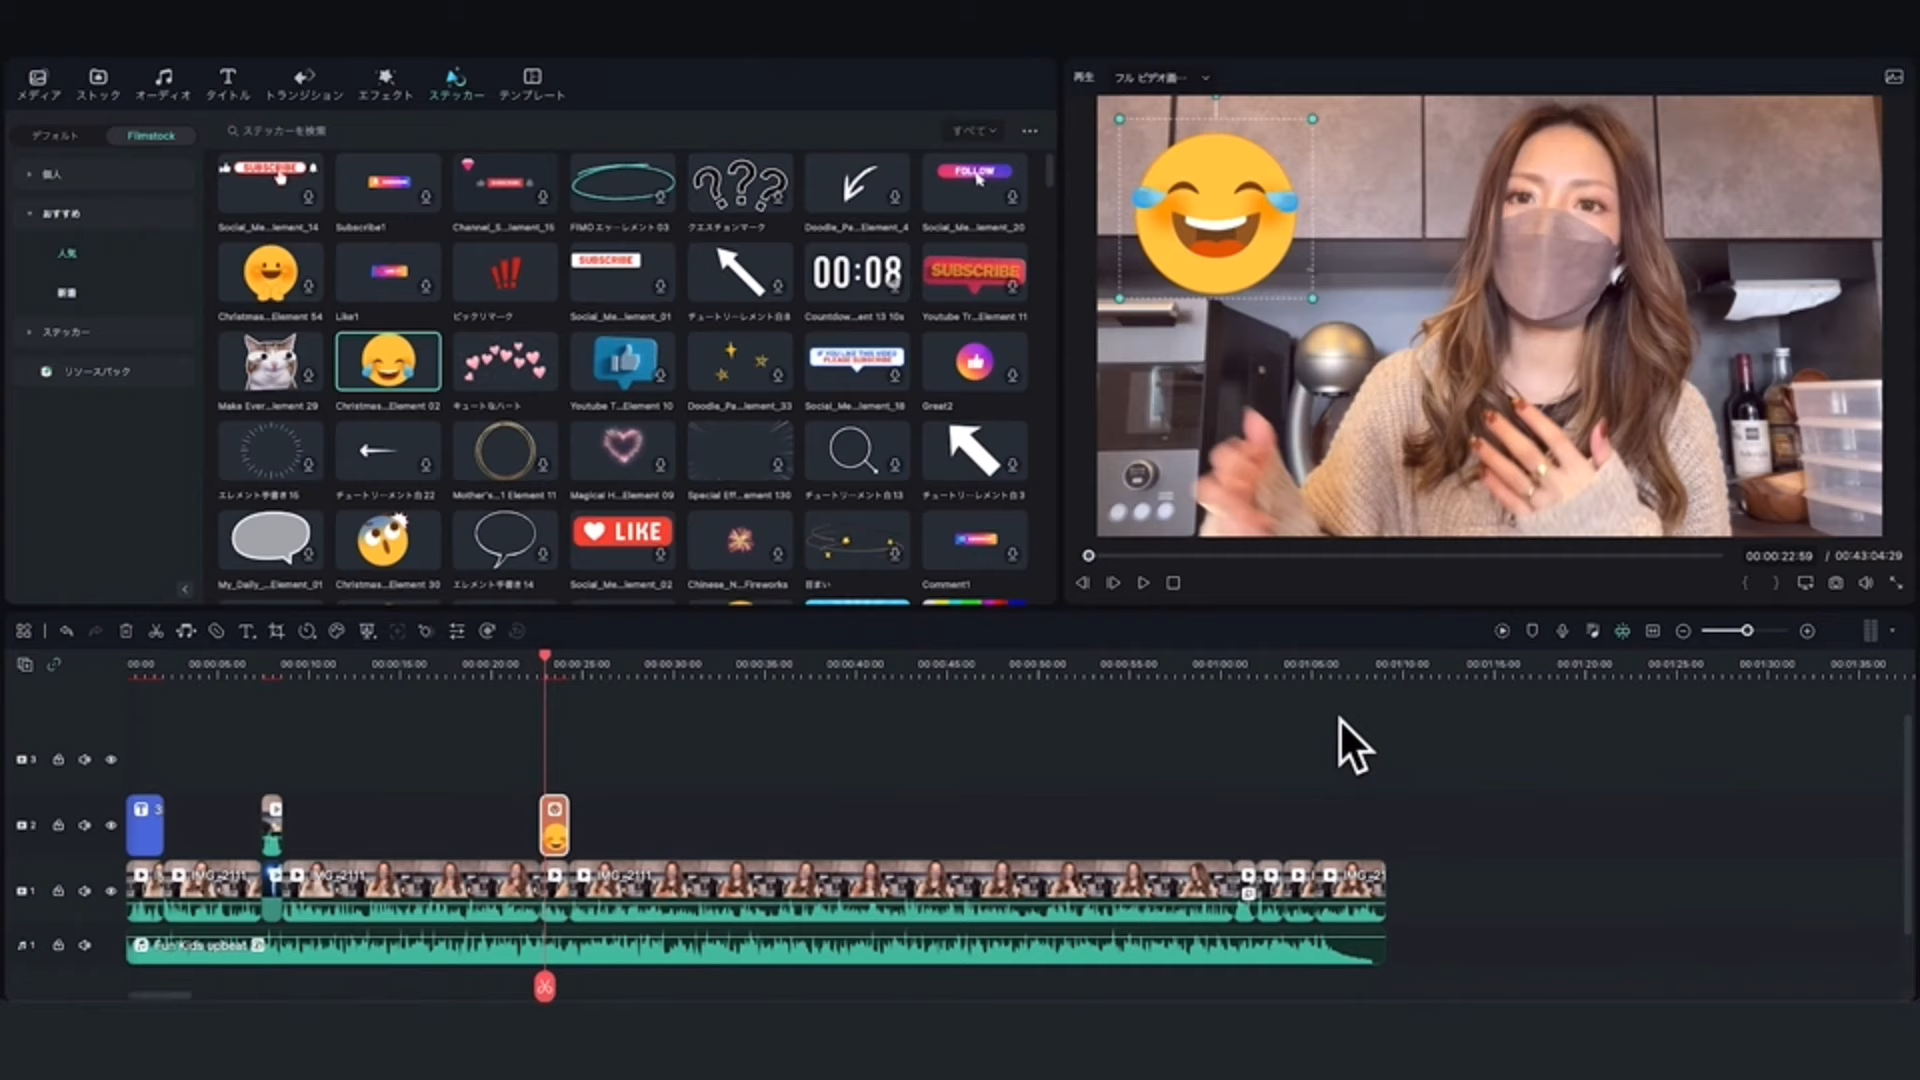 メディア ストック オーディオ タイトル トランジション エフェクト ステッカー テンプレート
デフォルト Filmstock
ステッカーを検索 すべて
個人
おすすめ
人気
新着
ステッカー
リソースパック
SUBSCRIBE FOLLOW
Social_Me...lement_14 Subscribe1 Channel_S...lement_15 クエスチョンマーク Doodle_Pa...Element_4 Social_Me...lement_20
SUBSCRIBE 00:08 SUBSCRIBE
Christmas...Element 54 Like1 ビックリマーク Social_Me...lement_01 チュートリ...メント白8 Countdow...ent 13 10s Youtube Tr...Element 11
IF YOU LIKE THIS VIDEO
PLEASE SUBSCRIBE
Make Ever...lement 29 Christmas...Element 02 キュートなハート Youtube T...Element 10 Doodle_Pa...lement_33 Social_Me...lement_18 Great2
エレメント手書き15 チュートリ...メント白22 Mother's...1 Element 11 Magical H...Element 09 Special Eff...ement 130 チュートリ...メント白13 チュートリ...レメント白3
LIKE
My_Daily_...Element_01 Christmas...Element 30 エレメント手書き14 Social_Me...lement_02 Chinese_N...Fireworks 目まい Comment1
再生 フル ビデオ画...
00:00:22:59 / 00:43:04:29
00:00 00:00:05:00 00:00:10:00 00:00:15:00 00:00:20:00 00:00:25:00 00:00:30:00 00:00:35:00 00:00:40:00 00:00:45:00 00:00:50:00 00:00:55:00 00:01:00:00 00:01:05:00 00:01:10:00 00:01:15:00 00:01:20:00 00:01:25:00 00:01:30:00 00:01:35:00
3
2
T 3
1
IMG_2111 IMG_2111 IMG_2111 IMG_21
1
Fun Kids upbeat